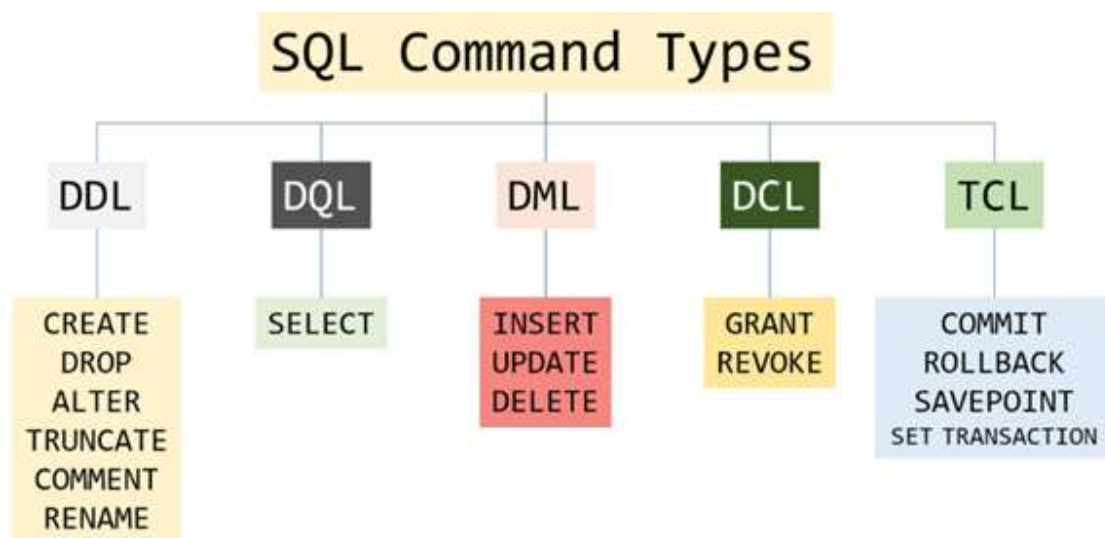 SQL Command Types
DDL
DQL
DML
DCL
TCL
CREATE
DROP
ALTER
TRUNCATE
COMMENT
RENAME
SELECT
INSERT
UPDATE
DELETE
GRANT
REVOKE
COMMIT
ROLLBACK
SAVEPOINT
SET TRANSACTION